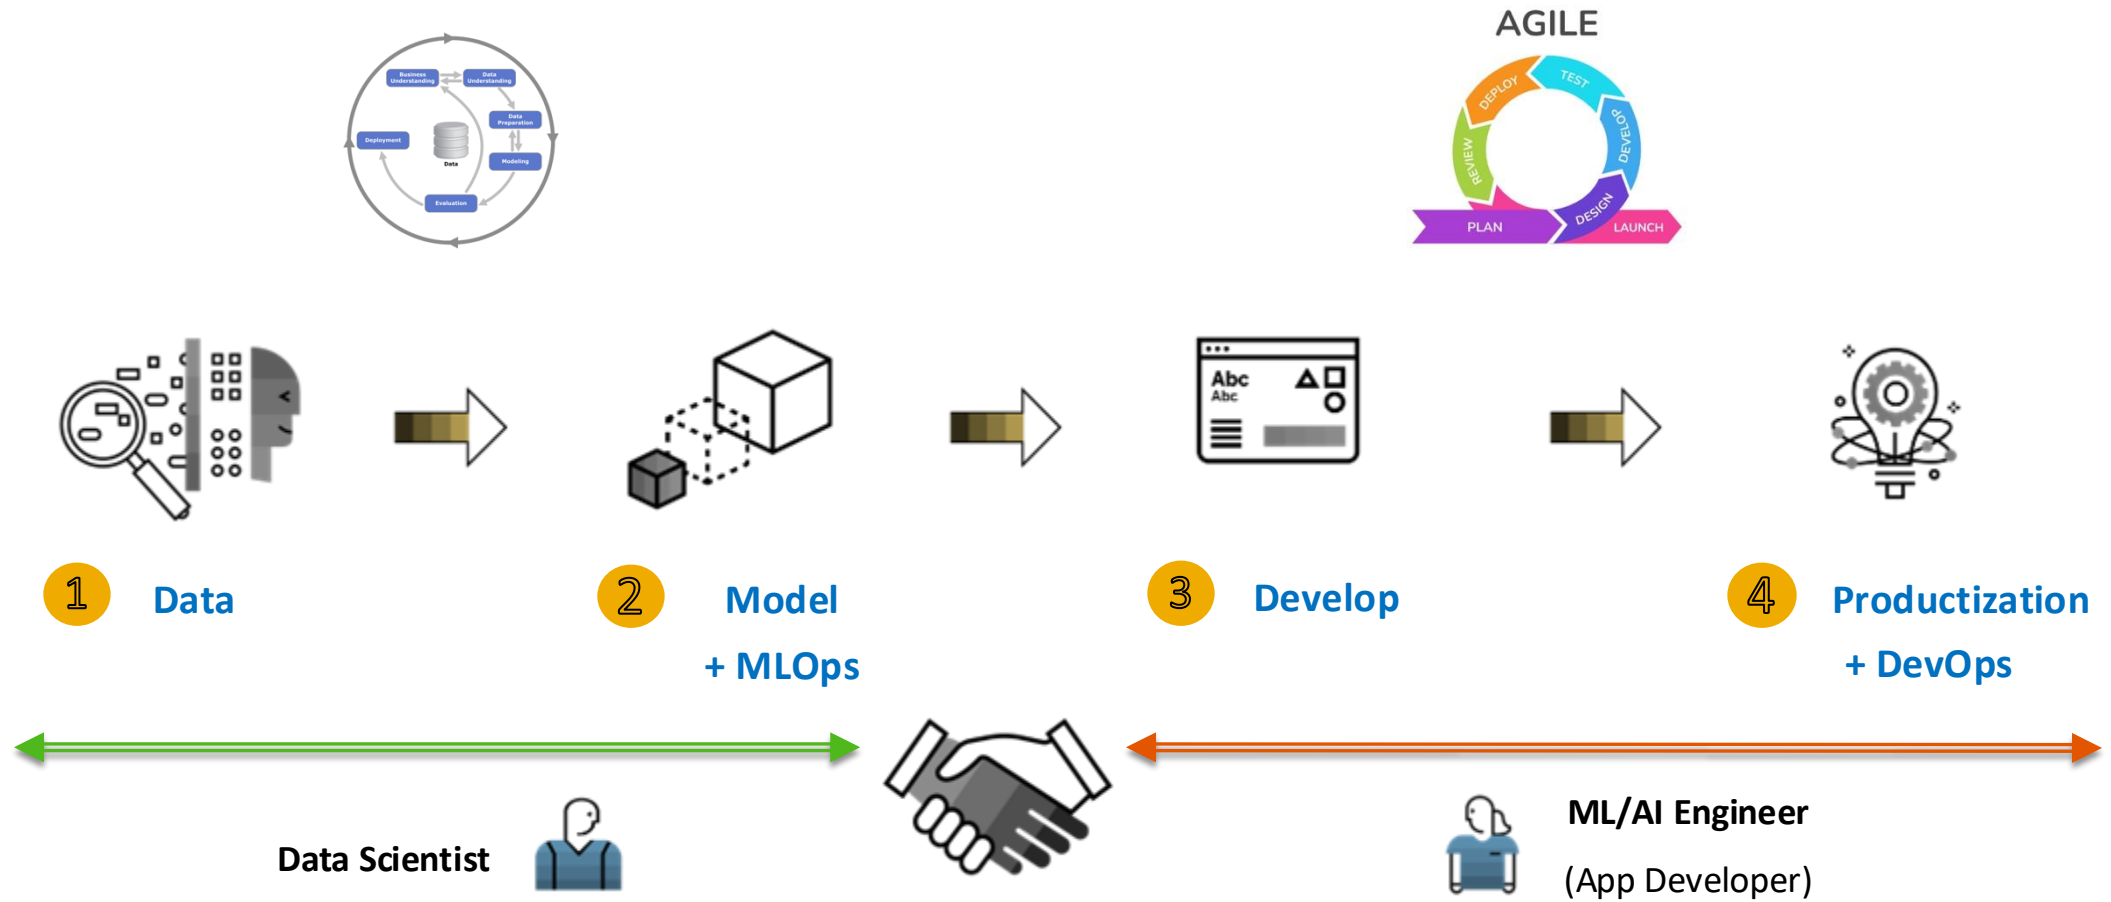 AGILE
Business
Understanding
Data
Understanding
Data
Preparation
Deployment
Data
Modeling
Evaluation
DEPLOY
TEST
DEVELOP
REVIEW
DESIGN
PLAN
LAUNCH
Abc
Abc
1 Data
2 Model
+ MLOps
3 Develop
4 Productization
+ DevOps
Data Scientist
ML/AI Engineer
(App Developer)